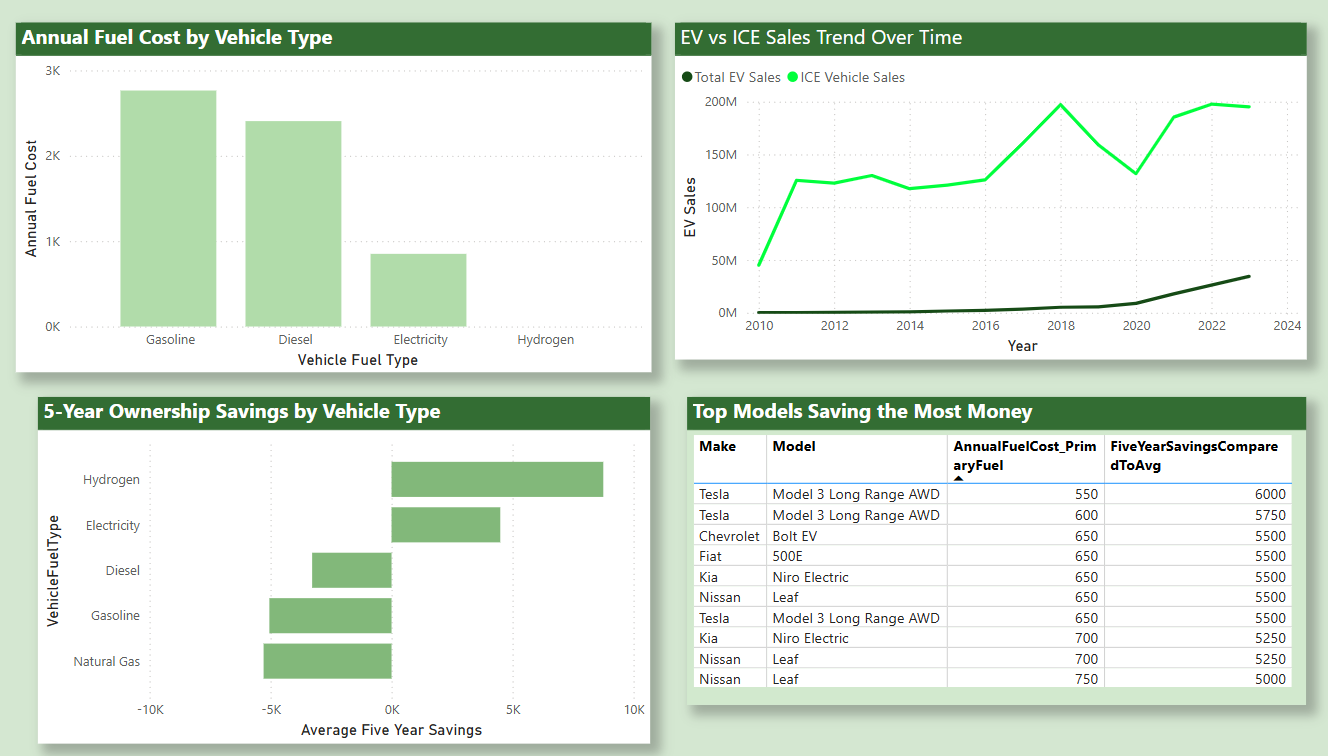 Annual Fuel Cost by Vehicle Type
3K
2K
1K
0K
Annual Fuel Cost
Gasoline Diesel Electricity Hydrogen
Vehicle Fuel Type
EV vs ICE Sales Trend Over Time
Total EV Sales ICE Vehicle Sales
200M
150M
100M
50M
0M
EV Sales
2010 2012 2014 2016 2018 2020 2022 2024
Year
5-Year Ownership Savings by Vehicle Type
VehicleFuelType
Hydrogen
Electricity
Diesel
Gasoline
Natural Gas
-10K -5K 0K 5K 10K
Average Five Year Savings
Top Models Saving the Most Money
Make Model AnnualFuelCost_Prim FiveYearSavingsCompare
aryFuel dToAvg
Tesla Model 3 Long Range AWD 550 6000
Tesla Model 3 Long Range AWD 600 5750
Chevrolet Bolt EV 650 5500
Fiat 500E 650 5500
Kia Niro Electric 650 5500
Nissan Leaf 650 5500
Tesla Model 3 Long Range AWD 650 5500
Kia Niro Electric 700 5250
Nissan Leaf 700 5250
Nissan Leaf 750 5000